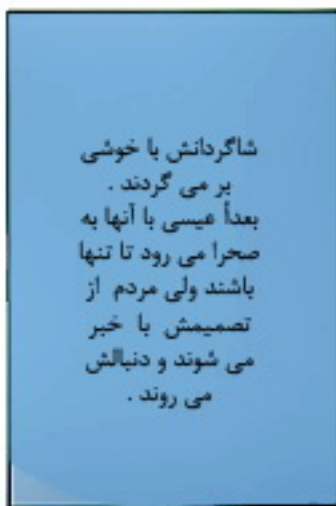 شاگردانش با خوشی
بر می گردند .
بعدأ عیسی با آنها به
صحرا می رود تا تنها
باشند ولی مردم از
تصمیمش با خبر
می شوند و دنبالش
می روند .